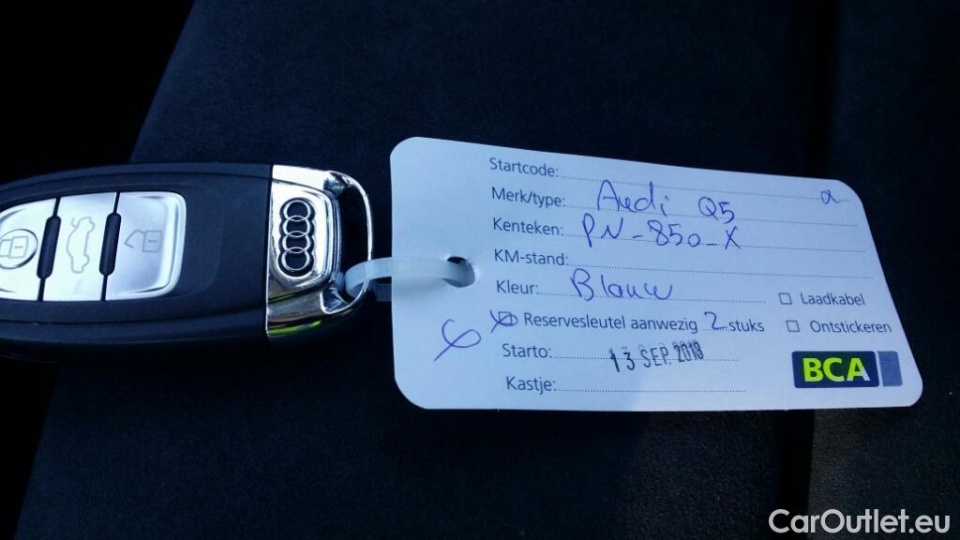 Startcode:
Merk/type: Audi Q5 a
Kenteken: PN-850-X
KM-stand:
Kleur: Blauw
Laadkabel
Reservesleutel aanwezig 2 stuks
Ontstickeren
Starto: 13 SEP. 2018
Kastje:
BCA
CarOutlet.eu